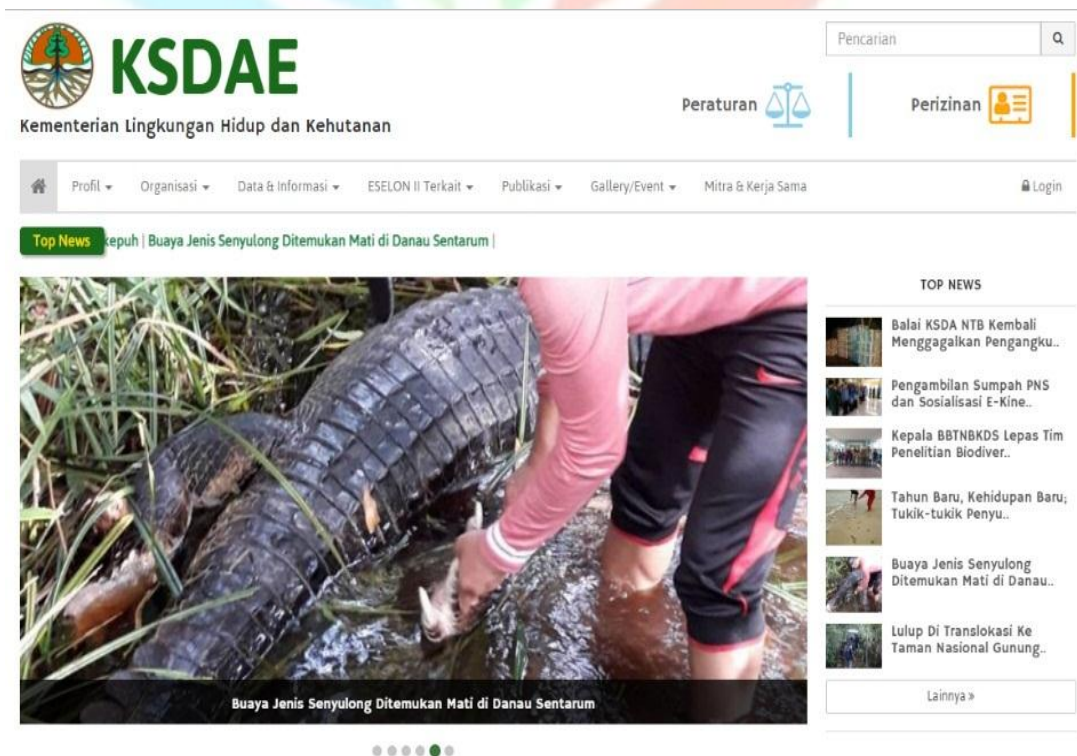 KSDAE
Kementerian Lingkungan Hidup dan Kehutanan
Pencarian
Peraturan
Perizinan
Profil
Organisasi
Data & Informasi
ESELON II Terkait
Publikasi
Gallery/Event
Mitra & Kerja Sama
Login
Top News
kepuh | Buaya Jenis Senyulong Ditemukan Mati di Danau Sentarum |
Buaya Jenis Senyulong Ditemukan Mati di Danau Sentarum
TOP NEWS
Balai KSDA NTB Kembali
Menggagalkan Pengangku..
Pengambilan Sumpah PNS
dan Sosialisasi E-Kine..
Kepala BBTNBKDS Lepas Tim
Penelitian Biodiver..
Tahun Baru, Kehidupan Baru;
Tukik-tukik Penyu..
Buaya Jenis Senyulong
Ditemukan Mati di Danau..
Lulup Di Translokasi Ke
Taman Nasional Gunung..
Lainnya »